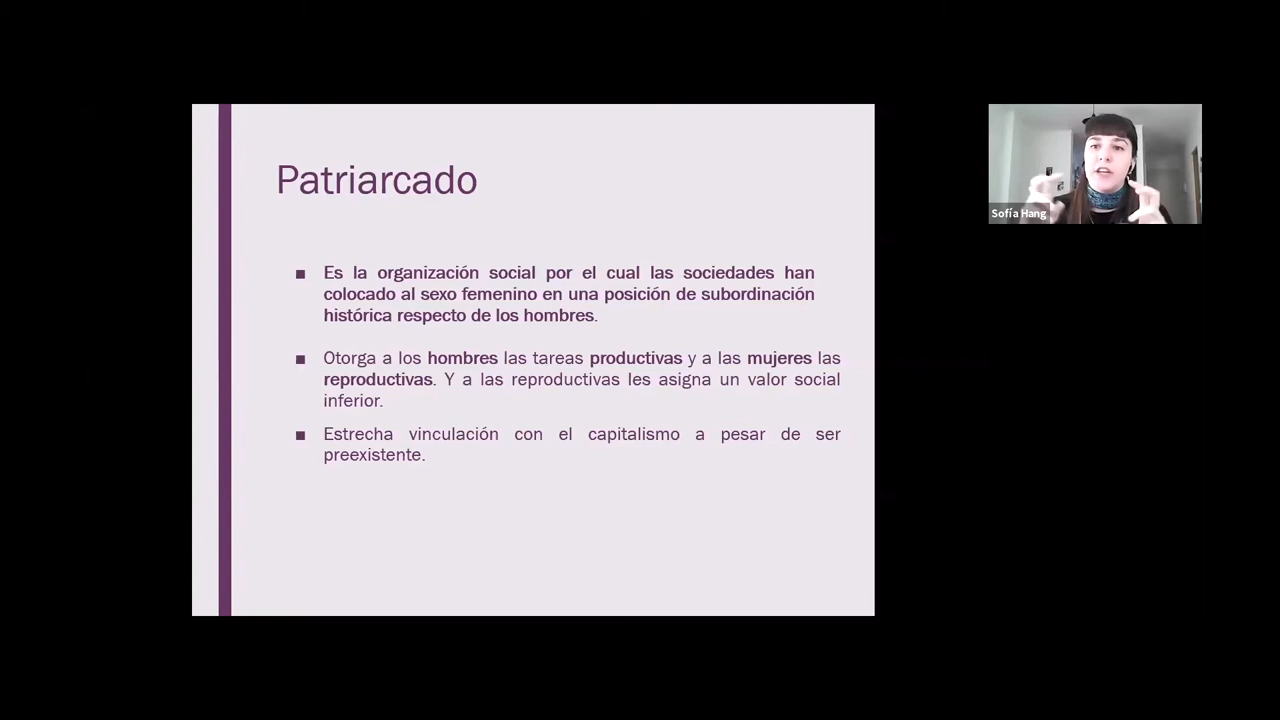 Patriarcado
■ Es la organización social por el cual las sociedades han
colocado al sexo femenino en una posición de subordinación
histórica respecto de los hombres.
■ Otorga a los hombres las tareas productivas y a las mujeres las
reproductivas. Y a las reproductivas les asigna un valor social
inferior.
■ Estrecha vinculación con el capitalismo a pesar de ser
preexistente.
Sofía Hang